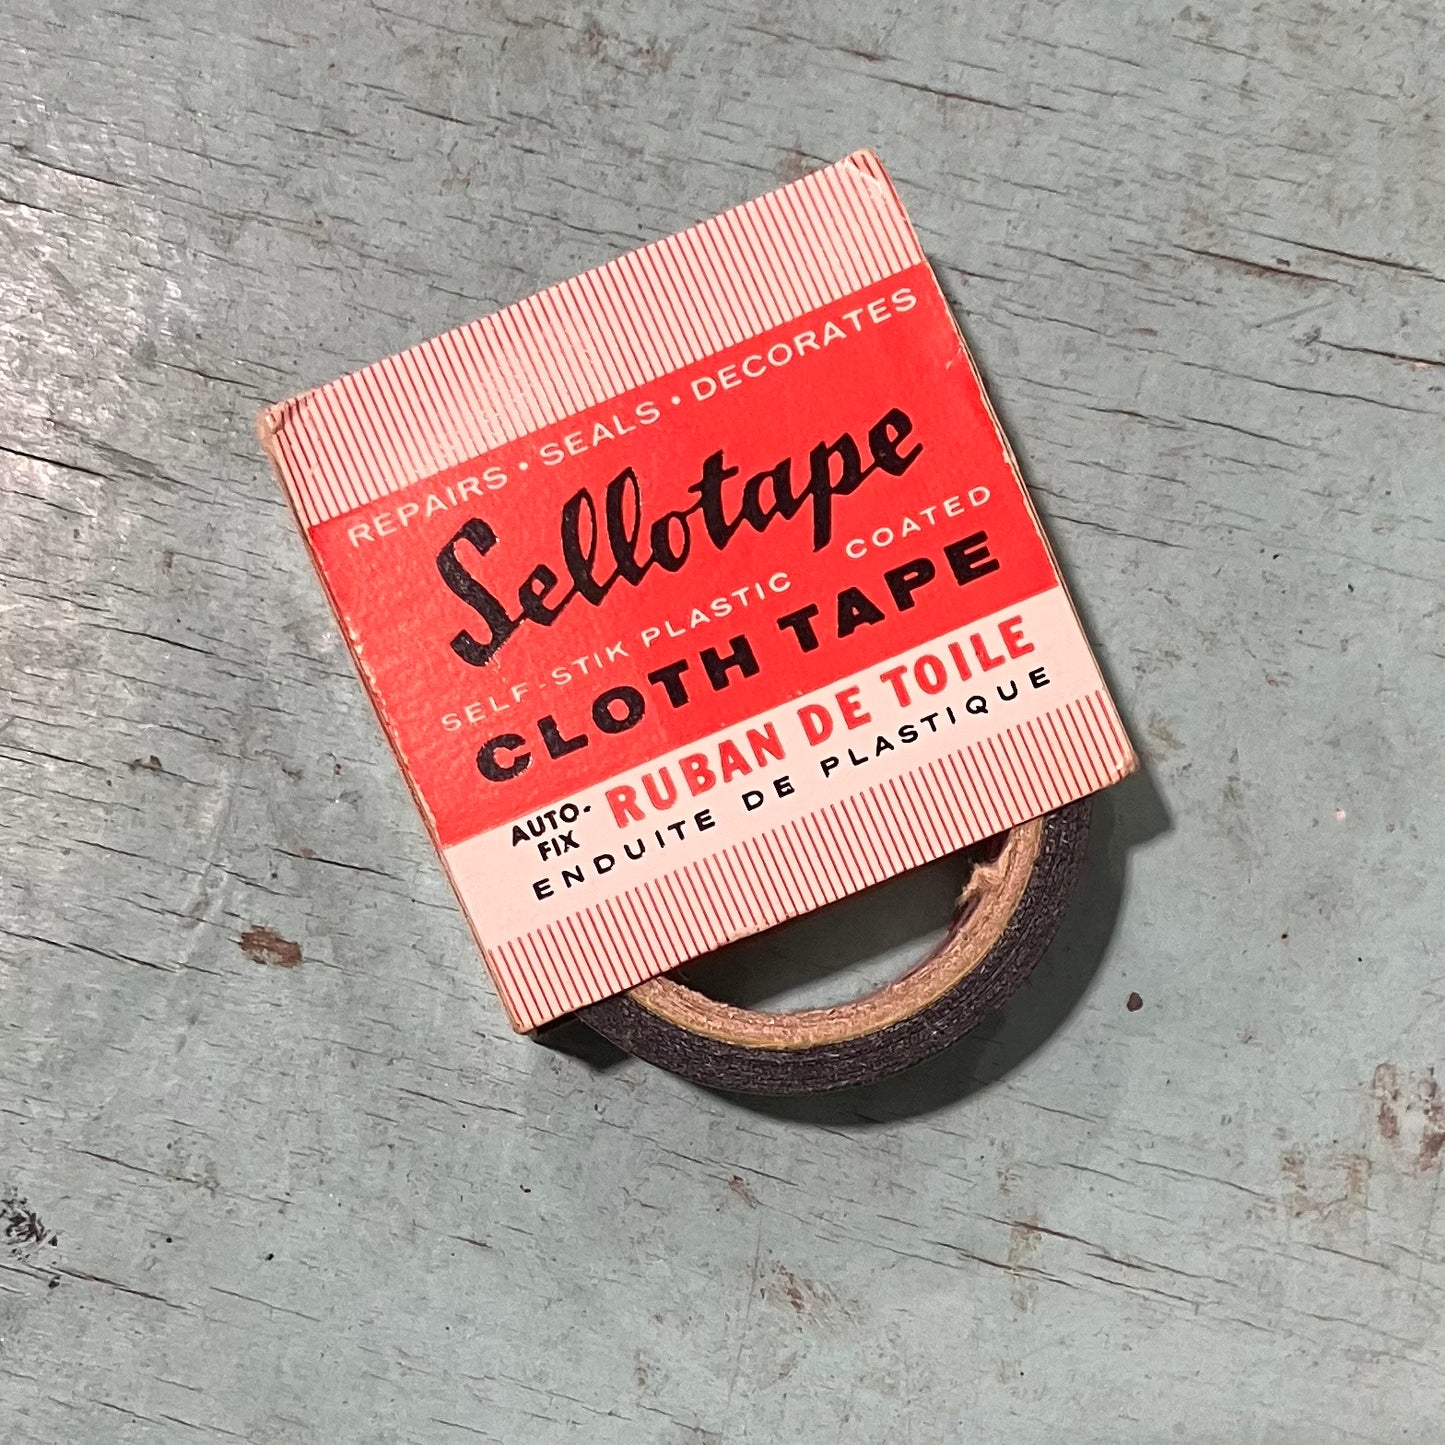 REPAIRS • SEALS • DECORATES
Sellotape
SELF-STIK PLASTIC COATED
CLOTH TAPE
AUTO-
FIX
RUBAN DE TOILE
ENDUITE DE PLASTIQUE